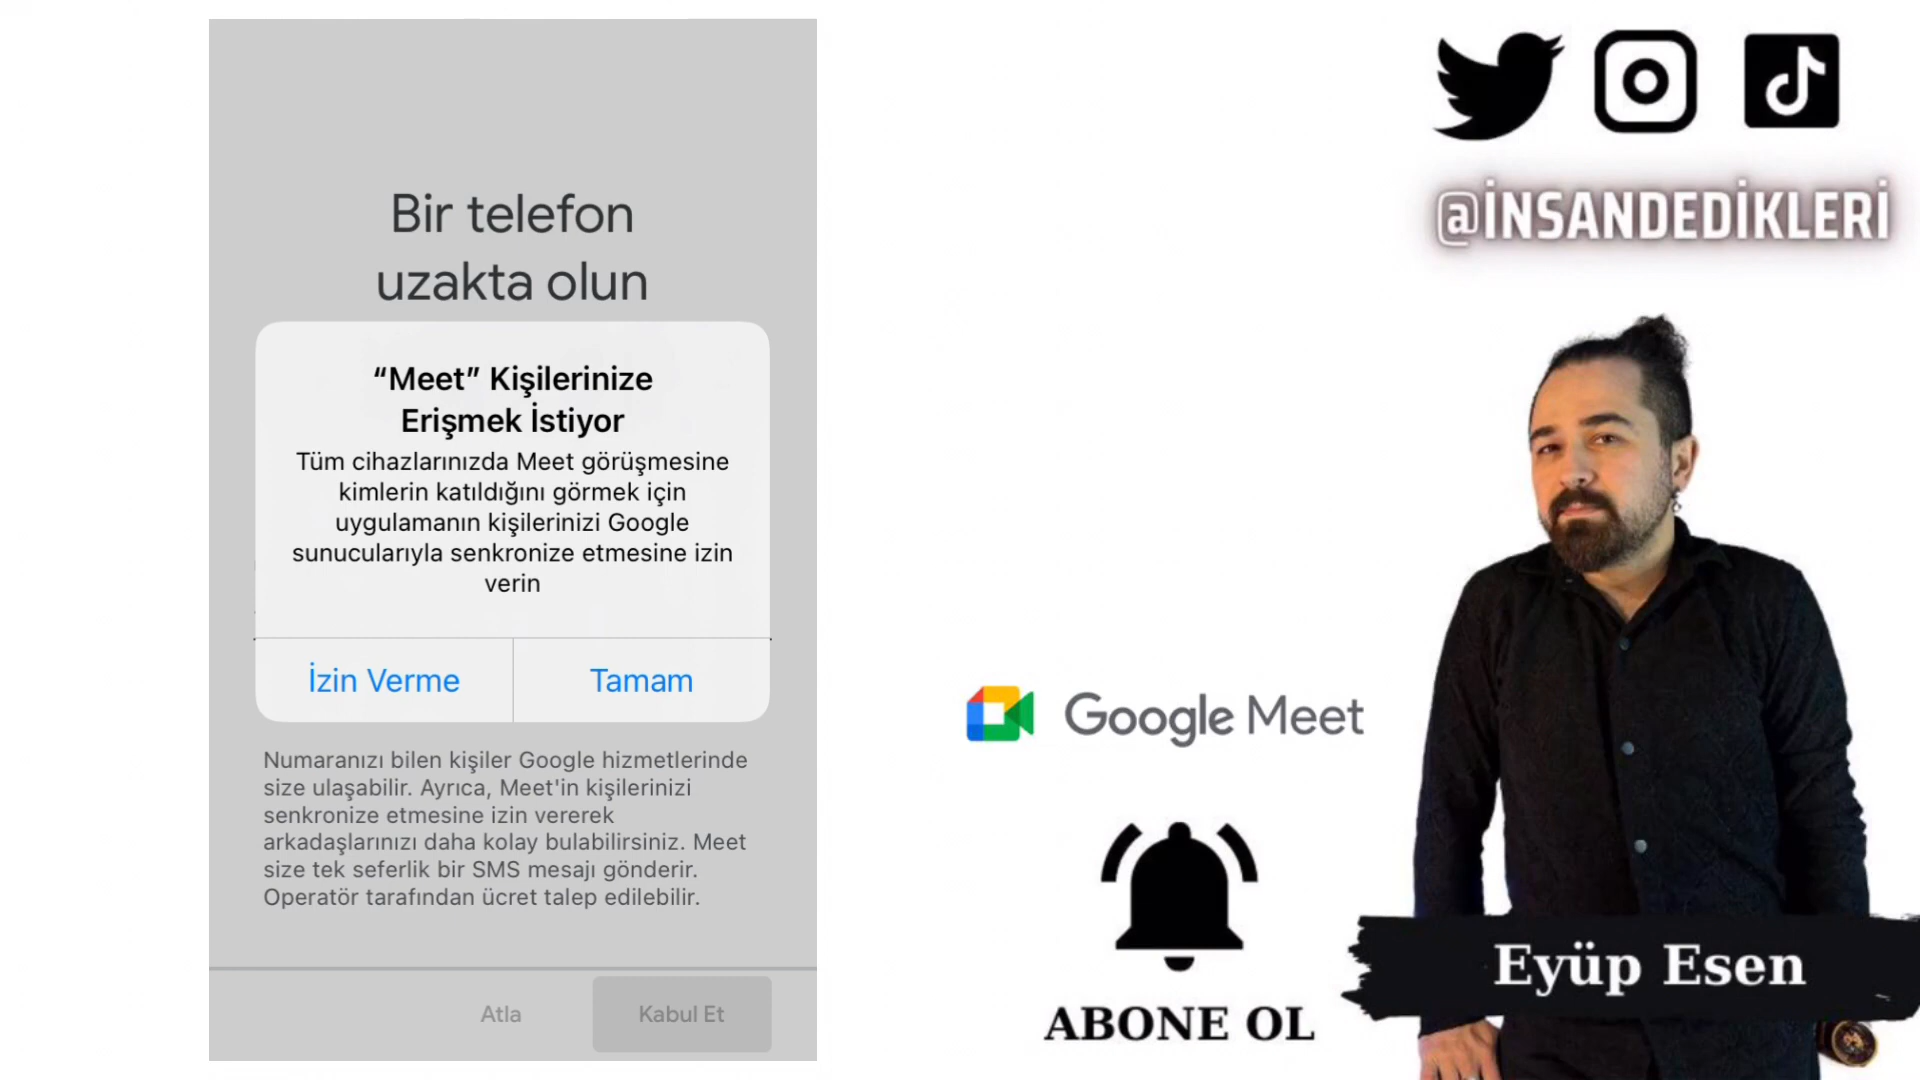 Bir telefon
uzakta olun
“Meet” Kişilerinize
Erişmek İstiyor
Tüm cihazlarınızda Meet görüşmesine
kimlerin katıldığını görmek için
uygulamanın kişilerinizi Google
sunucularıyla senkronize etmesine izin
verin
İzin Verme
Tamam
Numaranızı bilen kişiler Google hizmetlerinde
size ulaşabilir. Ayrıca, Meet'in kişilerinizi
senkronize etmesine izin vererek
arkadaşlarınızı daha kolay bulabilirsiniz. Meet
size tek seferlik bir SMS mesajı gönderir.
Operatör tarafından ücret talep edilebilir.
Atla
Kabul Et
@İNSANDEDİKLERİ
Google Meet
ABONE OL
Eyüp Esen